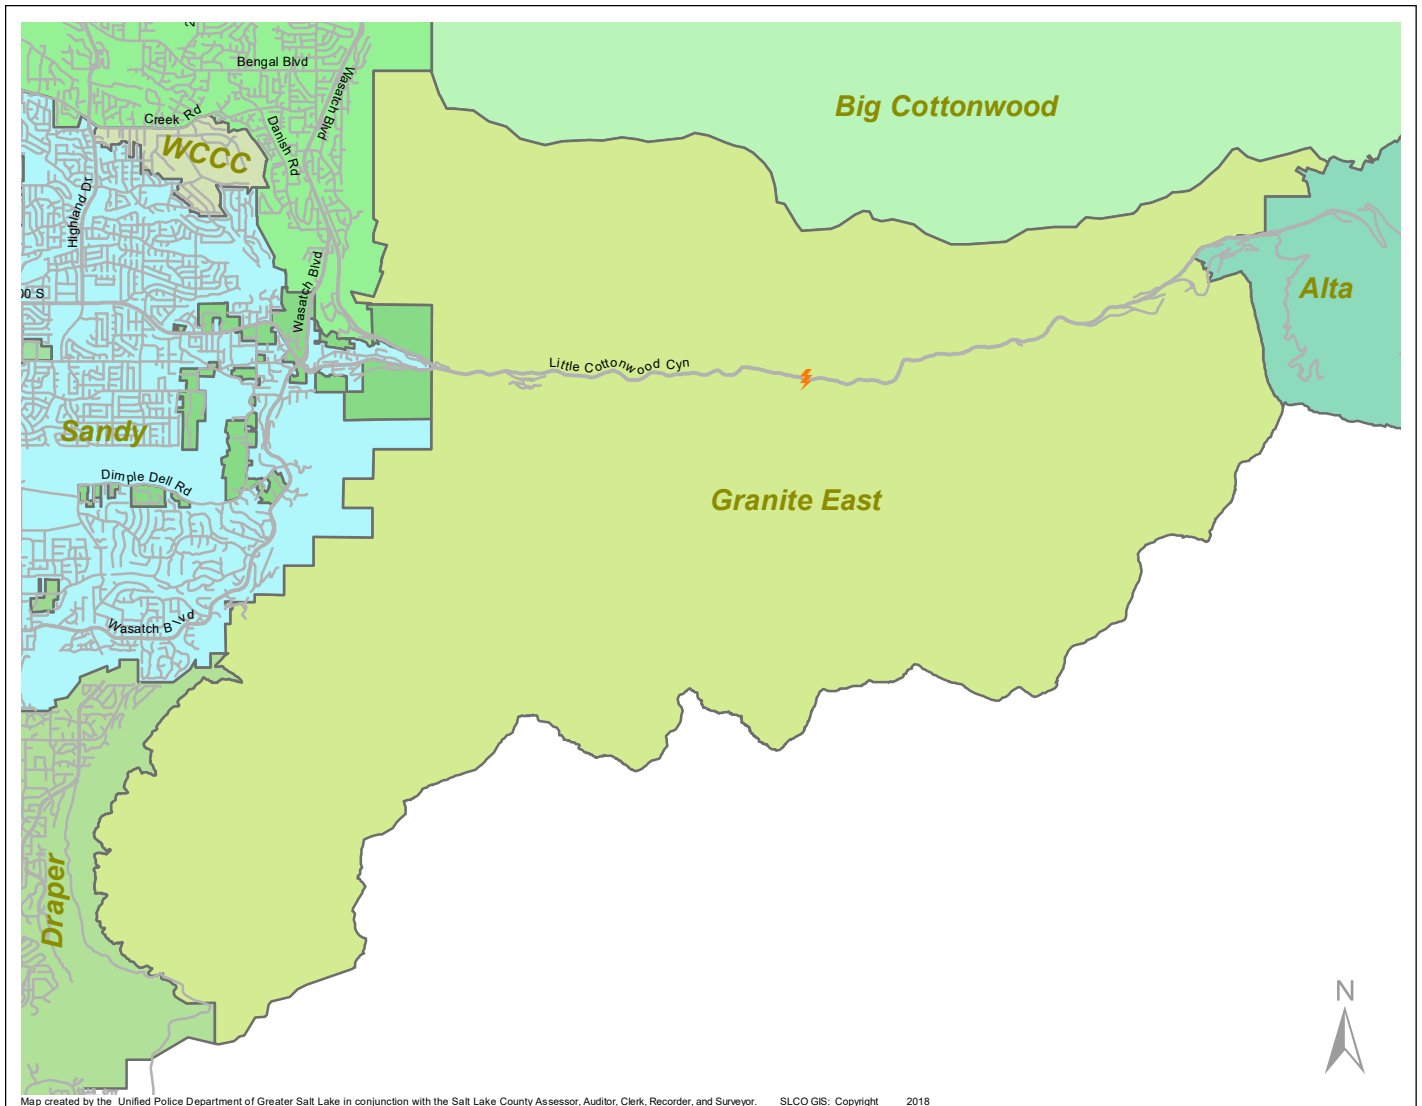 Bengal Blvd
Wasatch Blvd
Big Cottonwood
Creek Rd
Danish Rd
WCCC
Highland Dr
Wasatch Blvd
Alta
00 S
Little Cottonwood Cyn
Sandy
Dimple Dell Rd
Granite East
Wasatch Blvd
Draper
N
Map created by the Unified Police Department of Greater Salt Lake in conjunction with the Salt Lake County Assessor, Auditor, Clerk, Recorder, and Surveyor. SLCO GIS: Copyright 2018